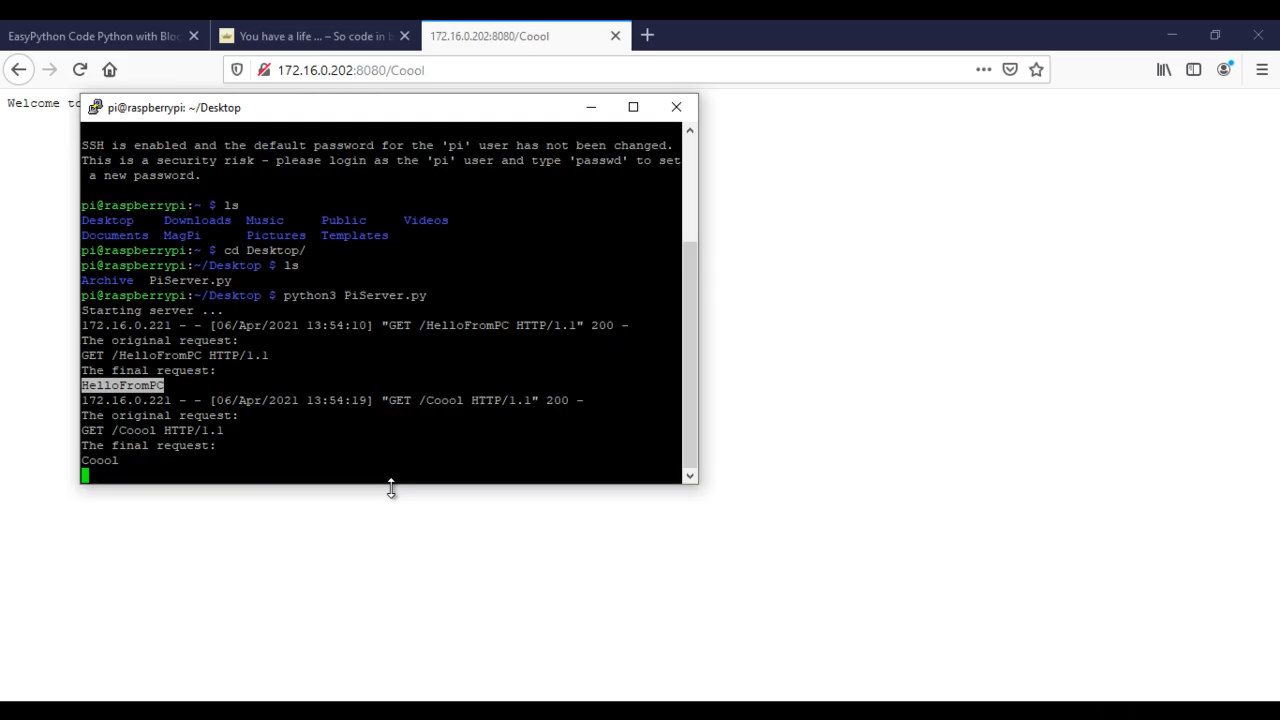 EasyPython Code Python with Bloc
You have a life ... – So code in b
172.16.0.202:8080/Coool
172.16.0.202:8080/Coool
Welcome to
pi@raspberrypi: ~/Desktop
SSH is enabled and the default password for the 'pi' user has not been changed.
This is a security risk - please login as the 'pi' user and type 'passwd' to set
a new password.
pi@raspberrypi:~ $ ls
Desktop Downloads Music Public Videos
Documents MagPi Pictures Templates
pi@raspberrypi:~ $ cd Desktop/
pi@raspberrypi:~/Desktop $ ls
Archive PiServer.py
pi@raspberrypi:~/Desktop $ python3 PiServer.py
Starting server ...
172.16.0.221 - - [06/Apr/2021 13:54:10] "GET /HelloFromPC HTTP/1.1" 200 -
The original request:
GET /HelloFromPC HTTP/1.1
The final request:
HelloFromPC
172.16.0.221 - - [06/Apr/2021 13:54:19] "GET /Coool HTTP/1.1" 200 -
The original request:
GET /Coool HTTP/1.1
The final request:
Coool